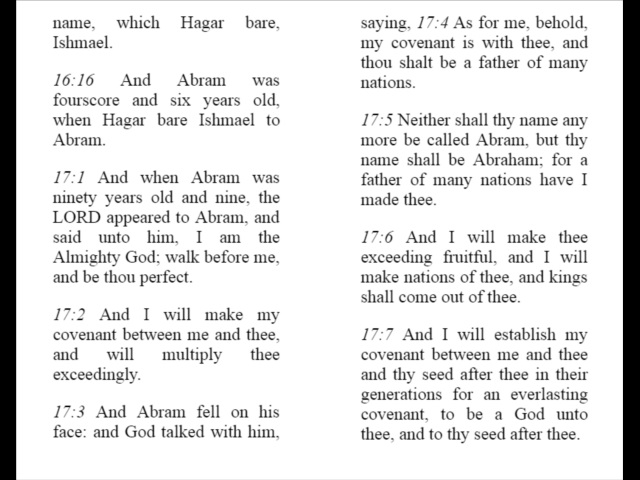 name, which Hagar bare,
Ishmael.
16:16 And Abram was
fourscore and six years old,
when Hagar bare Ishmael to
Abram.
17:1 And when Abram was
ninety years old and nine, the
LORD appeared to Abram, and
said unto him, I am the
Almighty God; walk before me,
and be thou perfect.
17:2 And I will make my
covenant between me and thee,
and will multiply thee
exceedingly.
17:3 And Abram fell on his
face: and God talked with him,
saying, 17:4 As for me, behold,
my covenant is with thee, and
thou shalt be a father of many
nations.
17:5 Neither shall thy name any
more be called Abram, but thy
name shall be Abraham; for a
father of many nations have I
made thee.
17:6 And I will make thee
exceeding fruitful, and I will
make nations of thee, and kings
shall come out of thee.
17:7 And I will establish my
covenant between me and thee
and thy seed after thee in their
generations for an everlasting
covenant, to be a God unto
thee, and to thy seed after thee.